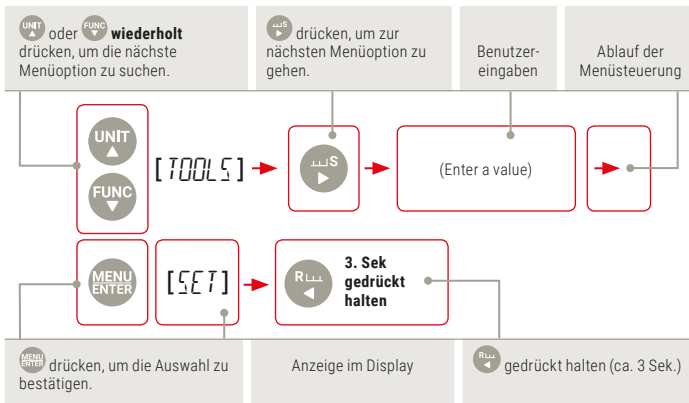 UNIT oder FUNC wiederholt
drücken, um die nächste
Menüoption zu suchen.
S drücken, um zur
nächsten Menüoption zu
gehen.
Benutzer-
eingaben
Ablauf der
Menüsteuerung
UNIT
FUNC
[TOOLS]
S
(Enter a value)
MENU
ENTER
[SET]
R
3. Sek
gedrückt
halten
MENU ENTER drücken, um die Auswahl zu
bestätigen.
Anzeige im Display
R gedrückt halten (ca. 3 Sek.)